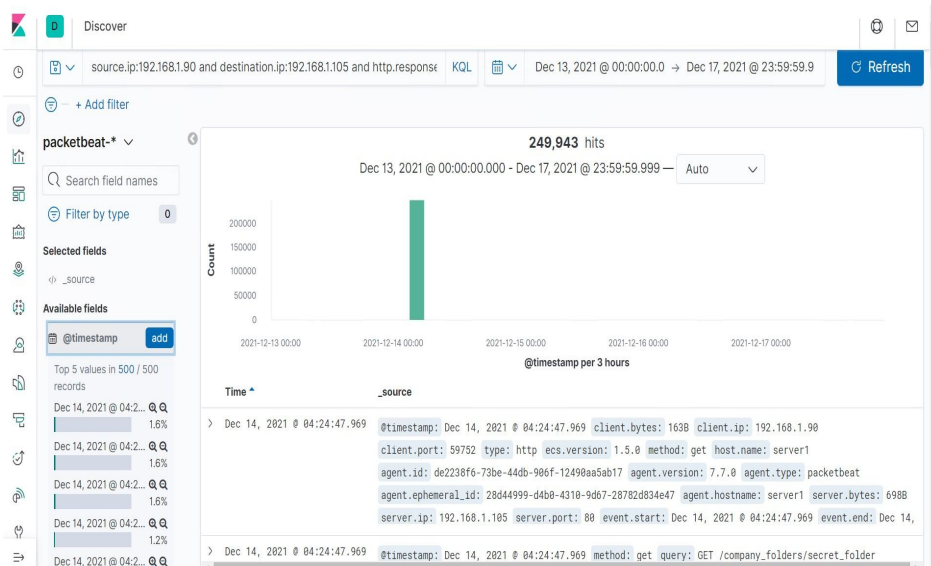 D Discover
source.ip:192.168.1.90 and destination.ip:192.168.1.105 and http.response KQL Dec 13, 2021 @ 00:00:00.0 → Dec 17, 2021 @ 23:59:59.9 Refresh
+ Add filter
packetbeat-*
Search field names
Filter by type 0
Selected fields
_source
Available fields
@timestamp add
Top 5 values in 500 / 500
records
Dec 14, 2021 @ 04:2...
1.6%
Dec 14, 2021 @ 04:2...
1.6%
Dec 14, 2021 @ 04:2...
1.6%
Dec 14, 2021 @ 04:2...
1.2%
Dec 14, 2021 @ 04:2...
249,943 hits
Dec 13, 2021 @ 00:00:00.000 - Dec 17, 2021 @ 23:59:59.999 — Auto
Count
200000
150000
100000
50000
0
2021-12-13 00:00 2021-12-14 00:00 2021-12-15 00:00 2021-12-16 00:00 2021-12-17 00:00
@timestamp per 3 hours
Time _source
Dec 14, 2021 @ 04:24:47.969 @timestamp: Dec 14, 2021 @ 04:24:47.969 client.bytes: 163B client.ip: 192.168.1.90
client.port: 59752 type: http ecs.version: 1.5.0 method: get host.name: server1
agent.id: de2238f6-73be-44db-906f-12490aa5ab17 agent.version: 7.7.0 agent.type: packetbeat
agent.ephemeral_id: 28d44999-d4b0-4310-9d67-28782d834e47 agent.hostname: server1 server.bytes: 698B
server.ip: 192.168.1.105 server.port: 80 event.start: Dec 14, 2021 @ 04:24:47.969 event.end: Dec 14,
Dec 14, 2021 @ 04:24:47.969 @timestamp: Dec 14, 2021 @ 04:24:47.969 method: get query: GET /company_folders/secret_folder